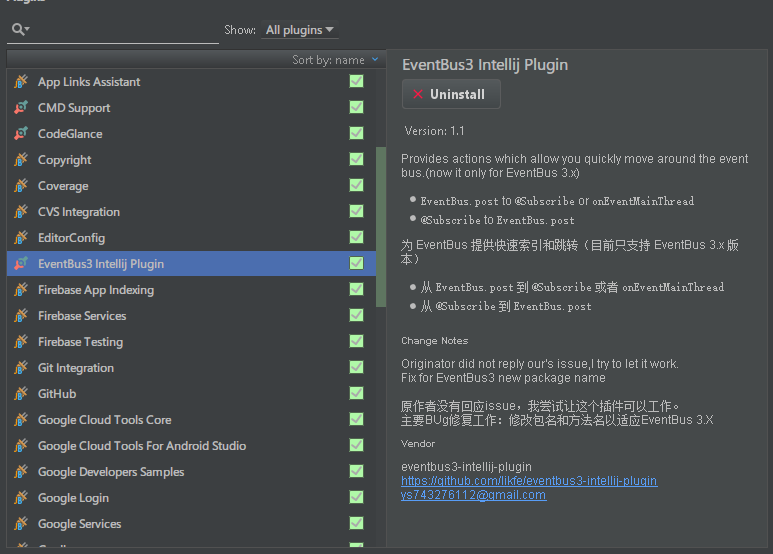 Show: All plugins
Sort by: name
App Links Assistant
CMD Support
CodeGlance
Copyright
Coverage
CVS Integration
EditorConfig
EventBus3 Intellij Plugin
Firebase App Indexing
Firebase Services
Firebase Testing
Git Integration
GitHub
Google Cloud Tools Core
Google Cloud Tools For Android Studio
Google Developers Samples
Google Login
Google Services
EventBus3 Intellij Plugin
Uninstall
Version: 1.1
Provides actions which allow you quickly move around the event
bus.(now it only for EventBus 3.x)
EventBus.post to @Subscribe or onEventMainThread
@Subscribe to EventBus.post
为 EventBus 提供快速索引和跳转（目前只支持 EventBus 3.x 版
本）
从 EventBus.post 到 @Subscribe 或者 onEventMainThread
从 @Subscribe 到 EventBus.post
Change Notes
Originator did not reply our's issue,I try to let it work.
Fix for EventBus3 new package name
原作者没有回应issue，我尝试让这个插件可以工作。
主要BUg修复工作：修改包名和方法名以适应EventBus 3.X
Vendor
eventbus3-intellij-plugin
https://github.com/likfe/eventbus3-intellij-plugin
ys743276112@gmail.com